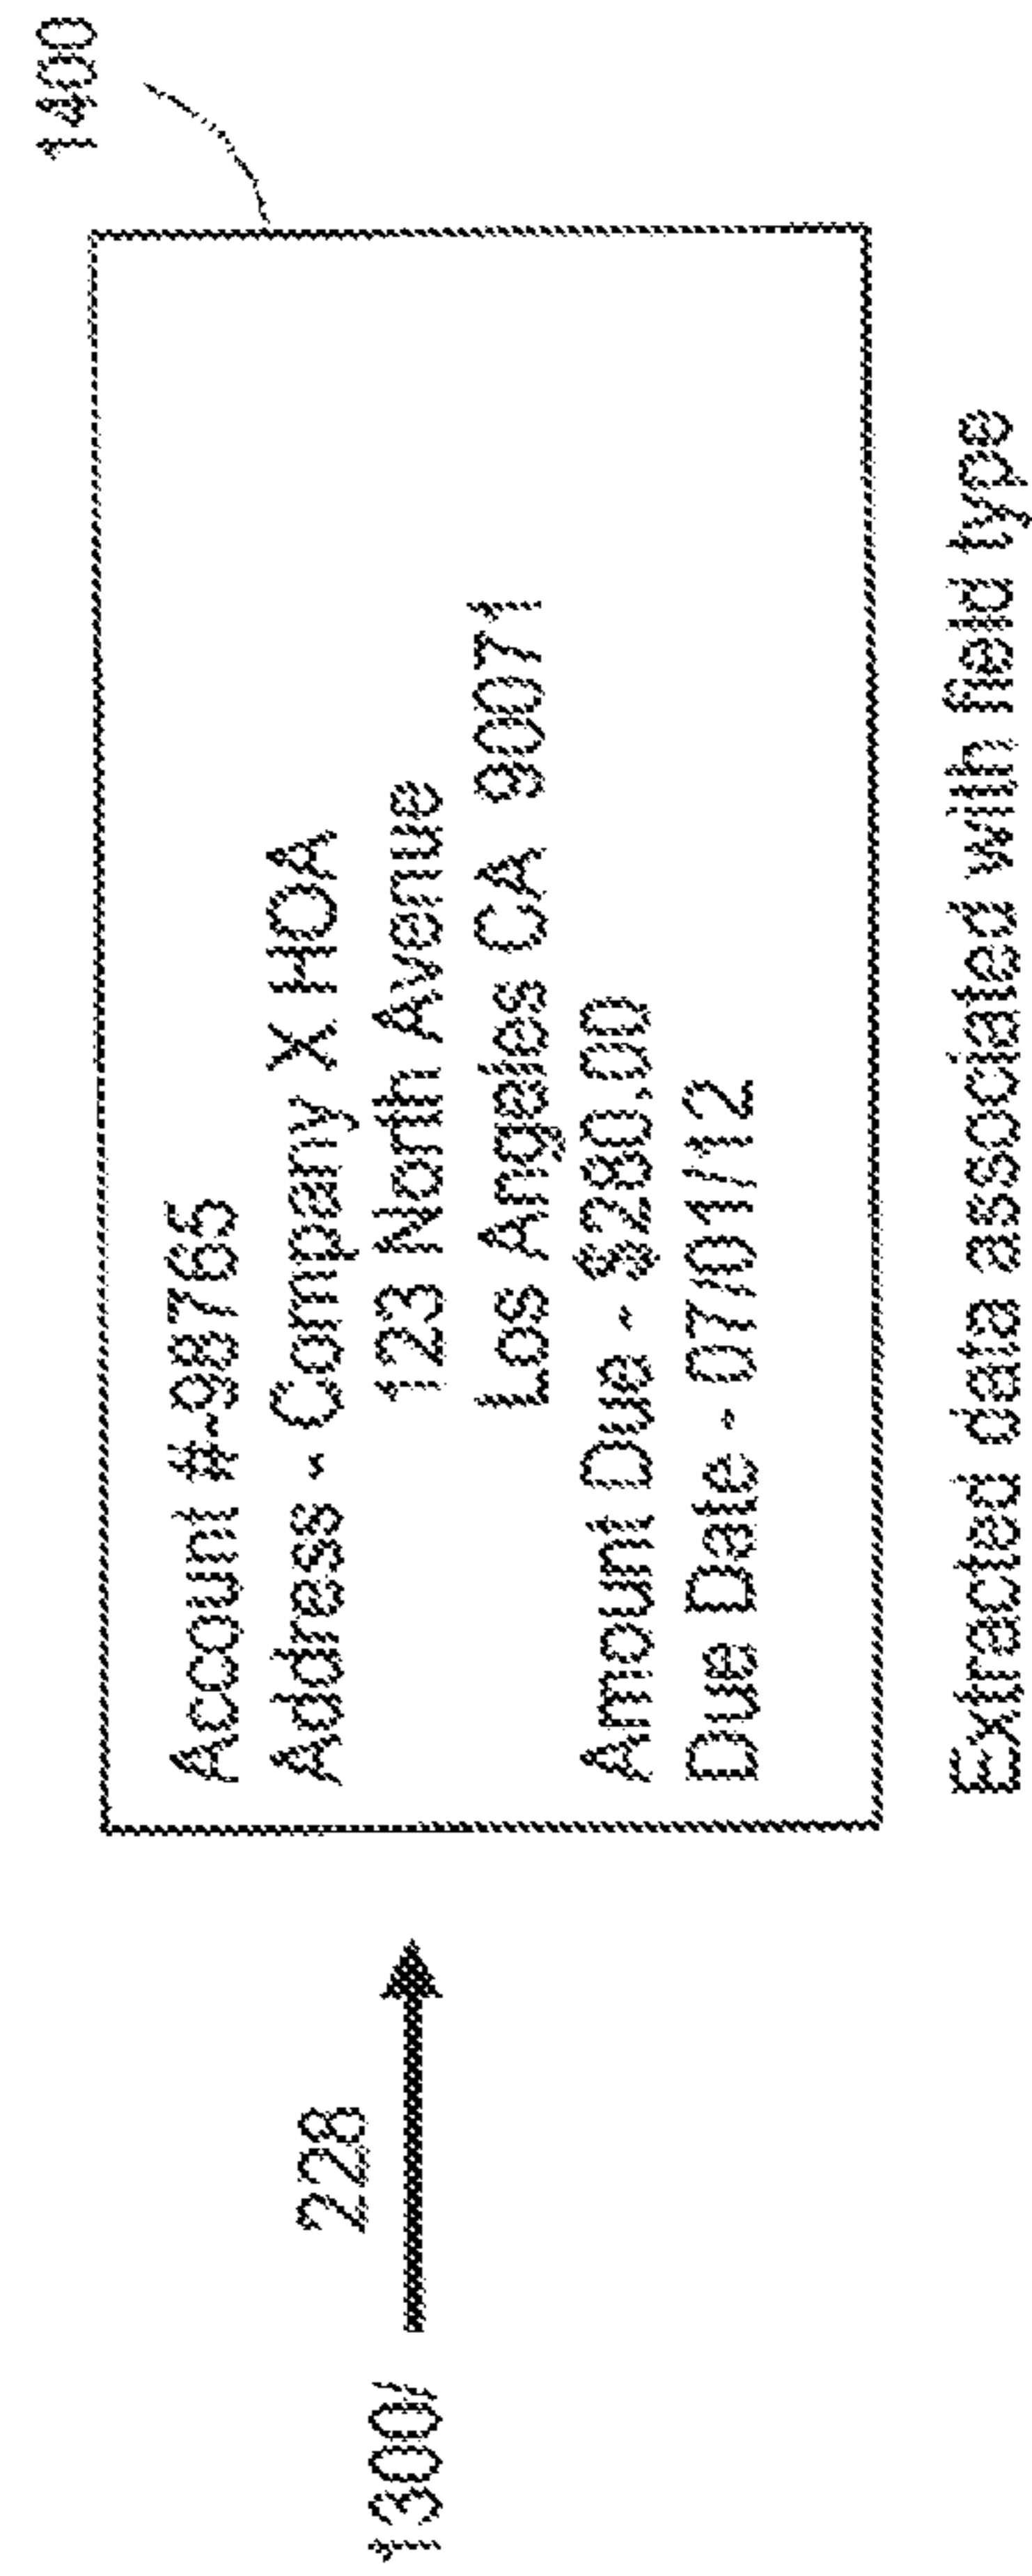 1400
Account #-98765
Address - Company X HOA
123 North Avenue
Los Angeles CA 90071
Amount Due - $280.00
Due Date - 07/01/12
228
1300//
Extracted data associated with field type